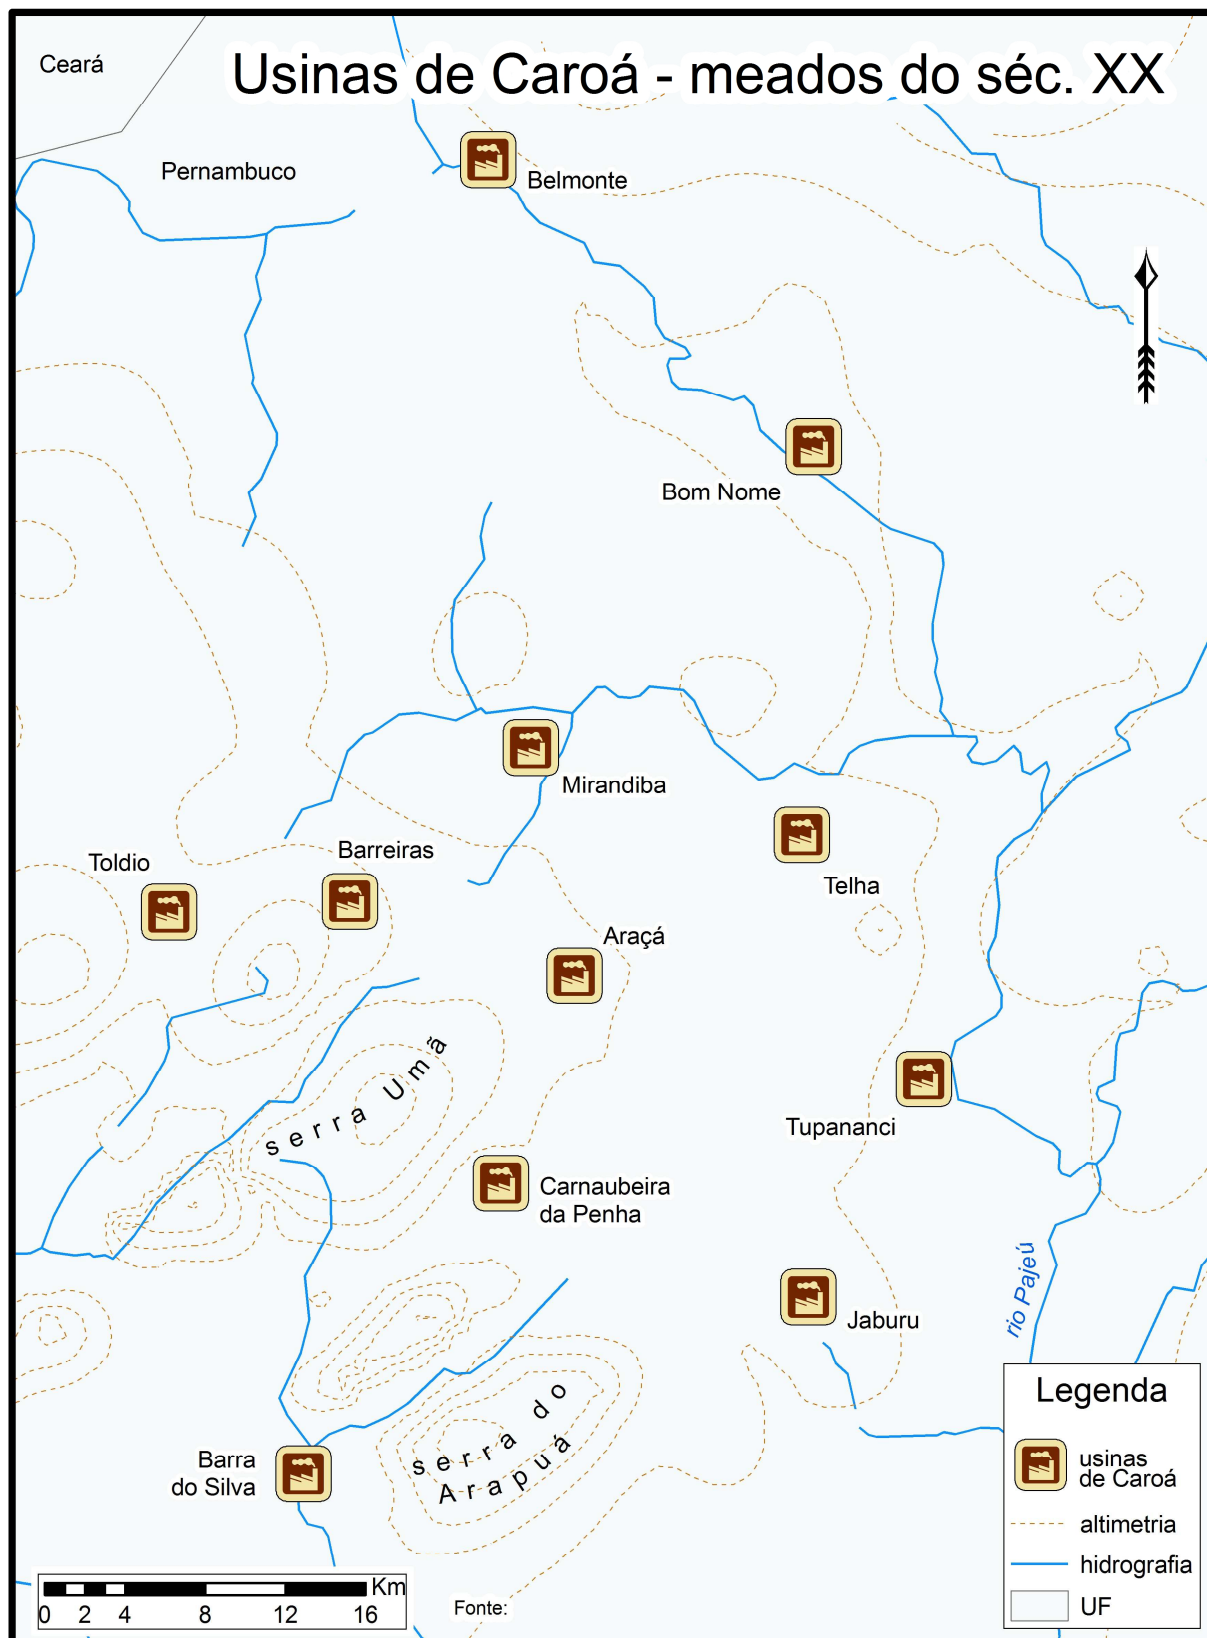 Usinas de Caroá - meados do séc. XX
Ceará
Pernambuco
Belmonte
Bom Nome
Mirandiba
Barreiras
Toldio
Telha
Araçá
serra Umã
Tupananci
Carnaubeira
da Penha
rio Pajeú
Jaburu
serra do
Arapuá
Barra
do Silva
Legenda
usinas
de Caroá
altimetria
hidrografia
UF
Km
0 2 4 8 12 16
Fonte: